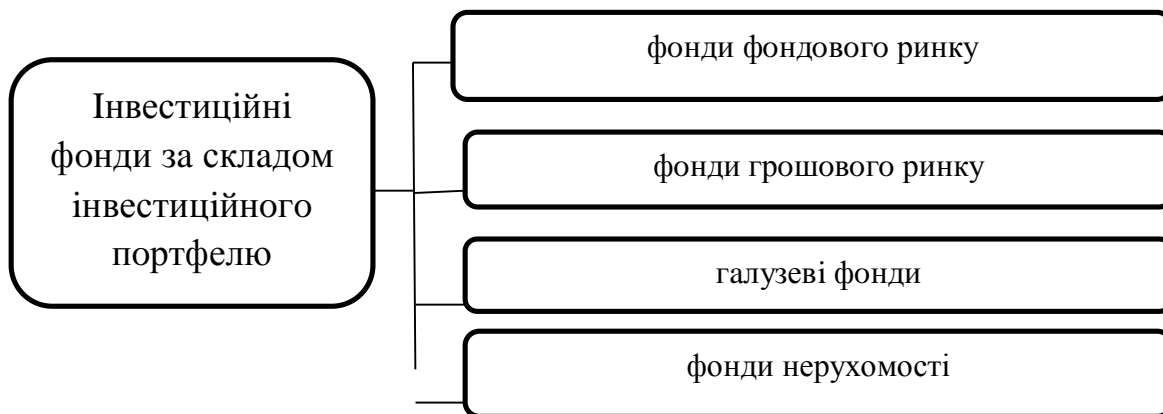 Інвестиційні
фонди за складом
інвестиційного
портфелю
фонди фондового ринку
фонди грошового ринку
галузеві фонди
фонди нерухомості